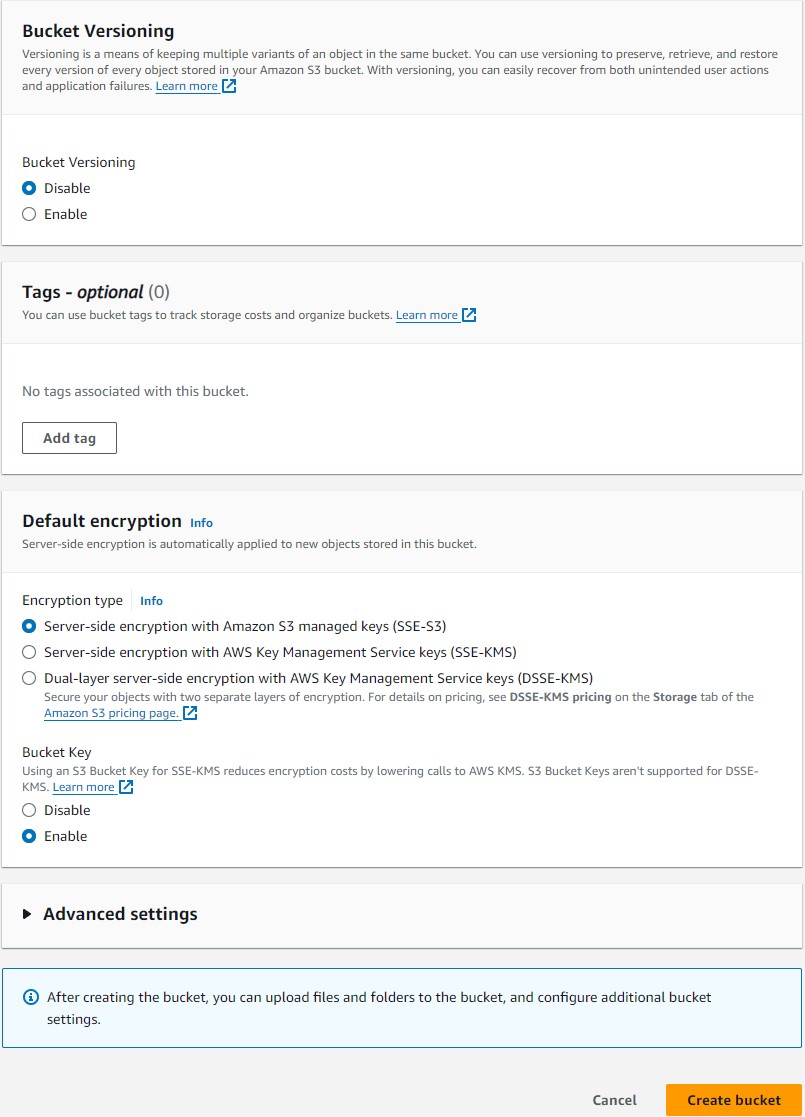 Bucket Versioning
Versioning is a means of keeping multiple variants of an object in the same bucket. You can use versioning to preserve, retrieve, and restore
every version of every object stored in your Amazon S3 bucket. With versioning, you can easily recover from both unintended user actions
and application failures. Learn more
Bucket Versioning
Disable
Enable
Tags - optional (0)
You can use bucket tags to track storage costs and organize buckets. Learn more
No tags associated with this bucket.
Add tag
Default encryption Info
Server-side encryption is automatically applied to new objects stored in this bucket.
Encryption type Info
Server-side encryption with Amazon S3 managed keys (SSE-S3)
Server-side encryption with AWS Key Management Service keys (SSE-KMS)
Dual-layer server-side encryption with AWS Key Management Service keys (DSSE-KMS)
Secure your objects with two separate layers of encryption. For details on pricing, see DSSE-KMS pricing on the Storage tab of the
Amazon S3 pricing page.
Bucket Key
Using an S3 Bucket Key for SSE-KMS reduces encryption costs by lowering calls to AWS KMS. S3 Bucket Keys aren't supported for DSSE-
KMS. Learn more
Disable
Enable
Advanced settings
After creating the bucket, you can upload files and folders to the bucket, and configure additional bucket
settings.
Cancel Create bucket